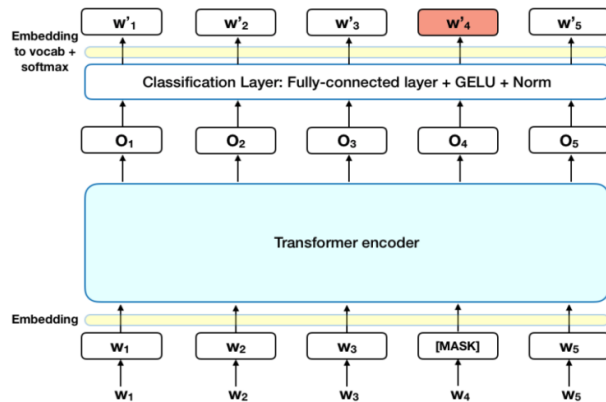 Embedding to vocab + softmax
w'1 w'2 w'3 w'4 w'5
Classification Layer: Fully-connected layer + GELU + Norm
O1 O2 O3 O4 O5
Transformer encoder
Embedding
W1 W2 W3 [MASK] W5
W1 W2 W3 W4 W5